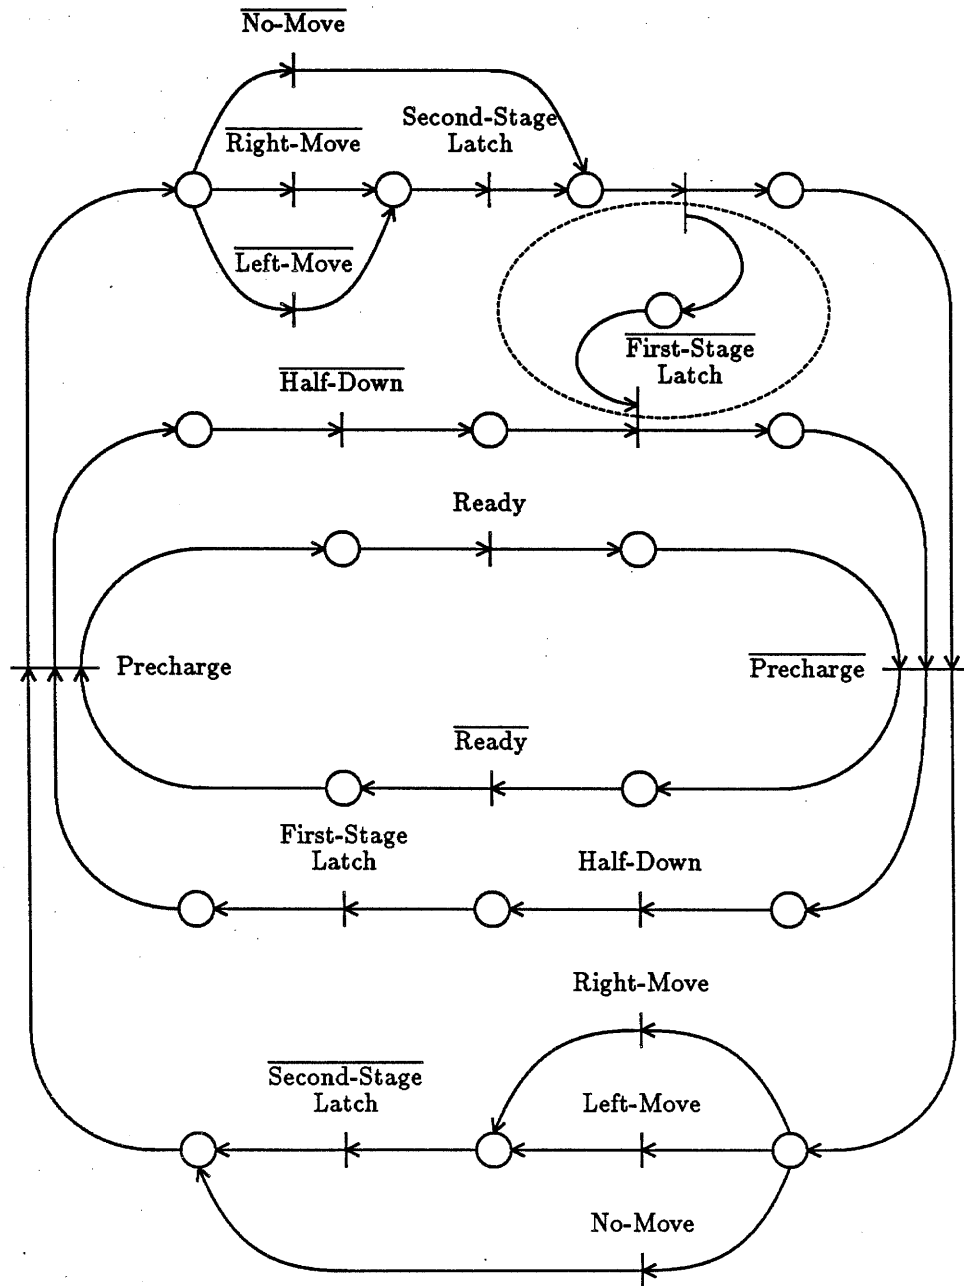 No-Move
Right-Move
Second-Stage
Latch
Left-Move
First-Stage
Latch
Half-Down
Ready
Precharge
Precharge
Ready
First-Stage
Latch
Half-Down
Right-Move
Second-Stage
Latch
Left-Move
No-Move